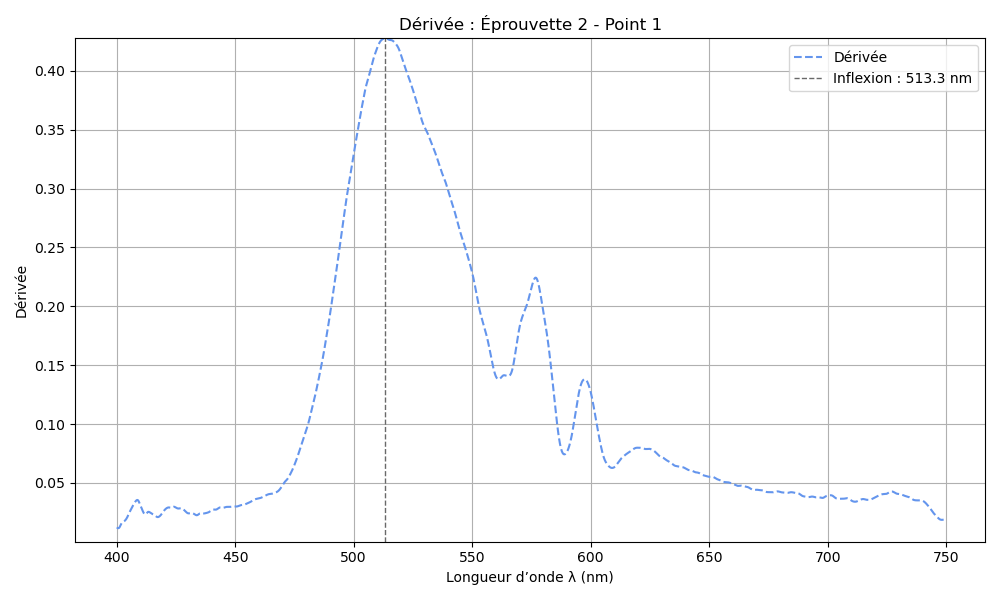 Dérivée : Éprouvette 2 - Point 1
Dérivée
Inflexion : 513.3 nm
0.40
0.35
0.30
0.25
0.20
0.15
0.10
0.05
Dérivée
400 450 500 550 600 650 700 750
Longueur d’onde λ (nm)